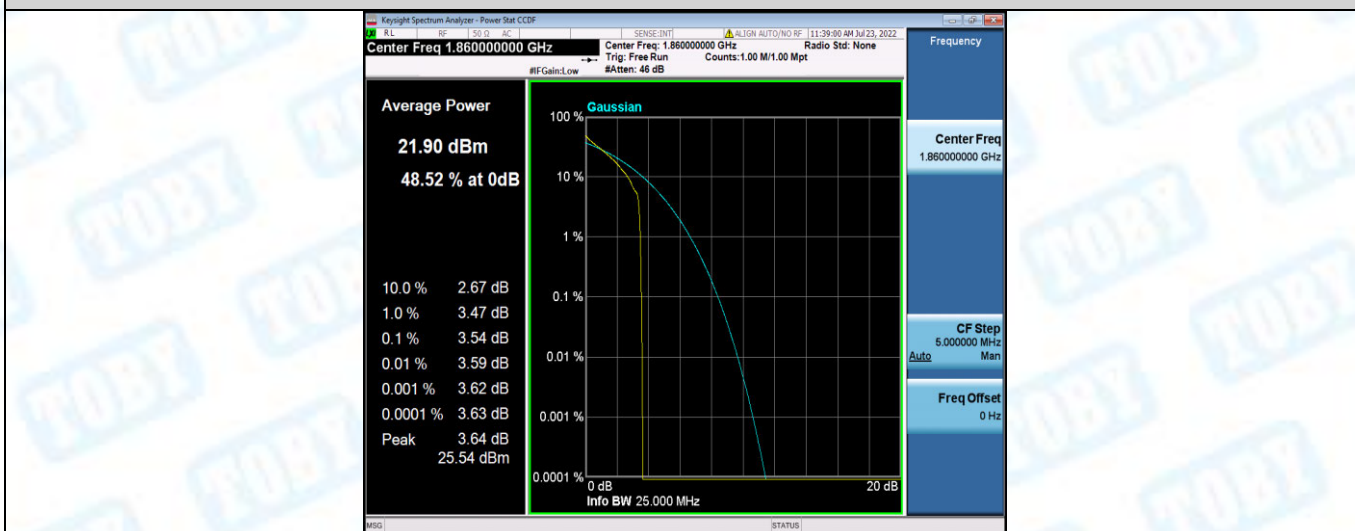 Keysight Spectrum Analyzer - Power Stat CCDF
RL RF 50 Ω AC SENSE:INT ALIGN AUTO/NO RF 11:39:00 AM Jul 23, 2022
Center Freq 1.860000000 GHz
Center Freq: 1.860000000 GHz Radio Std: None
Trig: Free Run Counts:1.00 M/1.00 Mpt
#IFGain:Low #Atten: 46 dB
Frequency
Average Power
21.90 dBm
48.52 % at 0dB
10.0 % 2.67 dB
1.0 % 3.47 dB
0.1 % 3.54 dB
0.01 % 3.59 dB
0.001 % 3.62 dB
0.0001 % 3.63 dB
Peak 3.64 dB
25.54 dBm
Gaussian
100 %
10 %
1 %
0.1 %
0.01 %
0.001 %
0.0001 %
0 dB 20 dB
Info BW 25.000 MHz
Center Freq
1.860000000 GHz
CF Step
5.000000 MHz
Auto Man
Freq Offset
0 Hz
MSG STATUS
TOBY
TOBY
TOBY
TOBY
TOBY
TOBY
TOBY